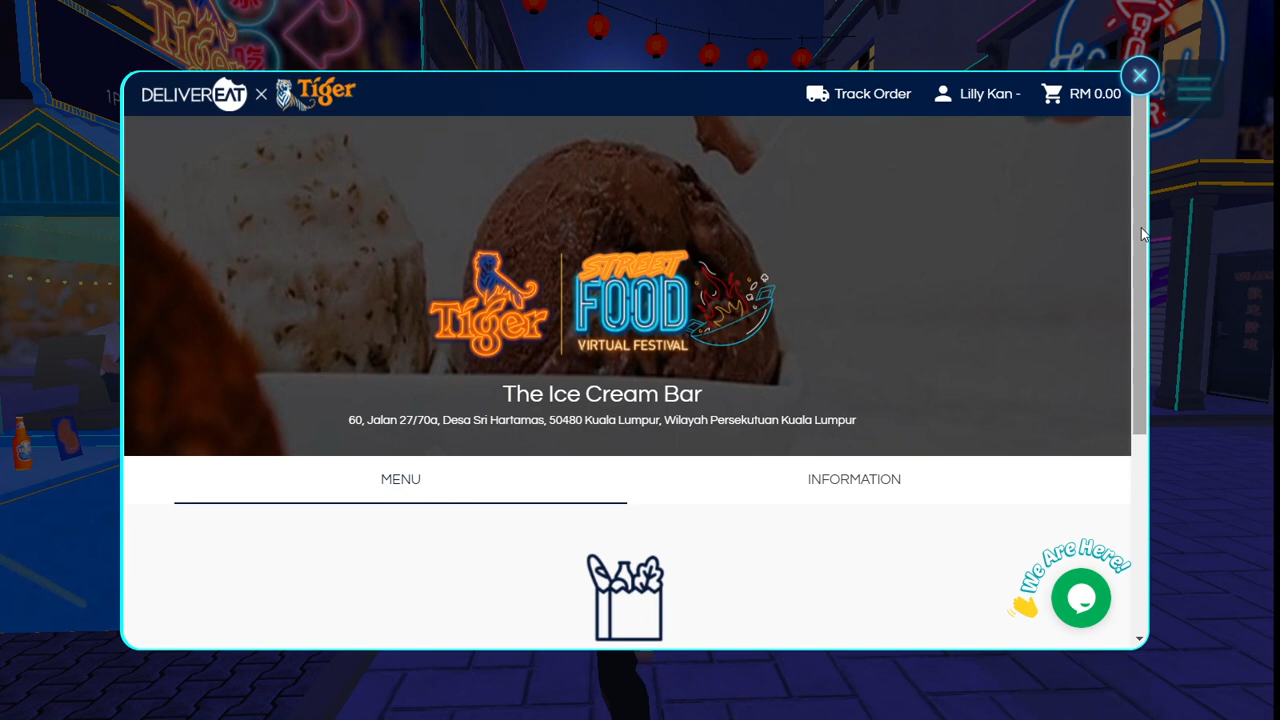 Tiger
DELIVEREAT × Tiger
Track Order
Lilly Kan -
RM 0.00
Tiger
STREET
FOOD
VIRTUAL FESTIVAL
The Ice Cream Bar
60, Jalan 27/70a, Desa Sri Hartamas, 50480 Kuala Lumpur, Wilayah Persekutuan Kuala Lumpur
MENU
INFORMATION
We Are Here!